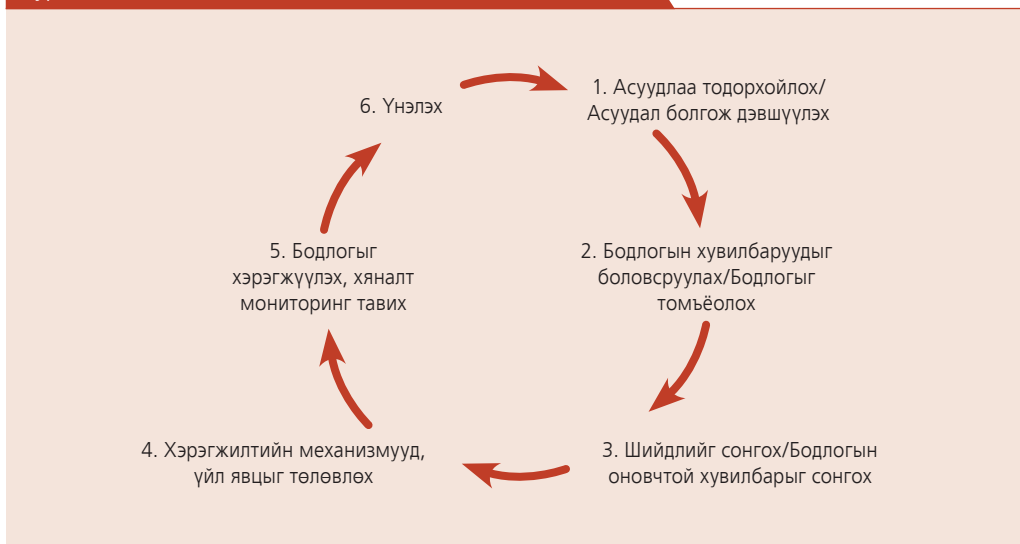 1. Асуудлаа тодорхойлох/
Асуудал болгож дэвшүүлэх
2. Бодлогын хувилбаруудыг
боловсруулах/Бодлогыг
томъёолох
3. Шийдлийг сонгох/Бодлогын
оновчтой хувилбарыг сонгох
4. Хэрэгжилтийн механизмууд,
үйл явцыг төлөвлөх
5. Бодлогыг
хэрэгжүүлэх, хяналт
мониторинг тавих
6. Үнэлэх